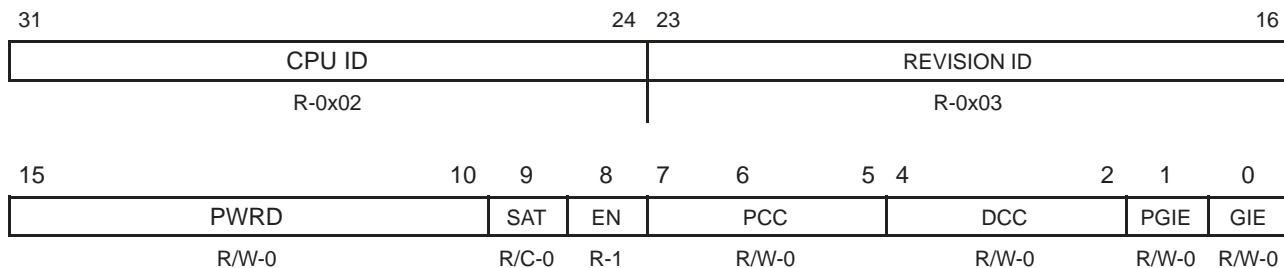 31 24 23 16
CPU ID REVISION ID
R-0x02 R-0x03
15 10 9 8 7 6 5 4 2 1 0
PWRD SAT EN PCC DCC PGIE GIE
R/W-0 R/C-0 R-1 R/W-0 R/W-0 R/W-0 R/W-0